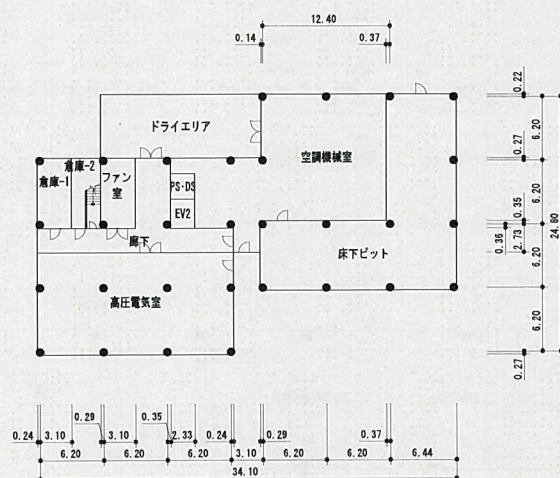 12.40
0.14
0.37
ドライエリア
空調機械室
倉庫-1
倉庫-2
ファン
室
PS・DS
EV2
廊下
床下ピット
高圧電気室
0.22
6.20
0.27
6.20
0.35
0.36
2.73
6.20
24.80
6.20
0.27
0.29
0.35
0.24
3.10
3.10
2.33
0.24
0.29
0.37
6.20
6.20
6.20
3.10
6.20
6.20
6.44
34.10